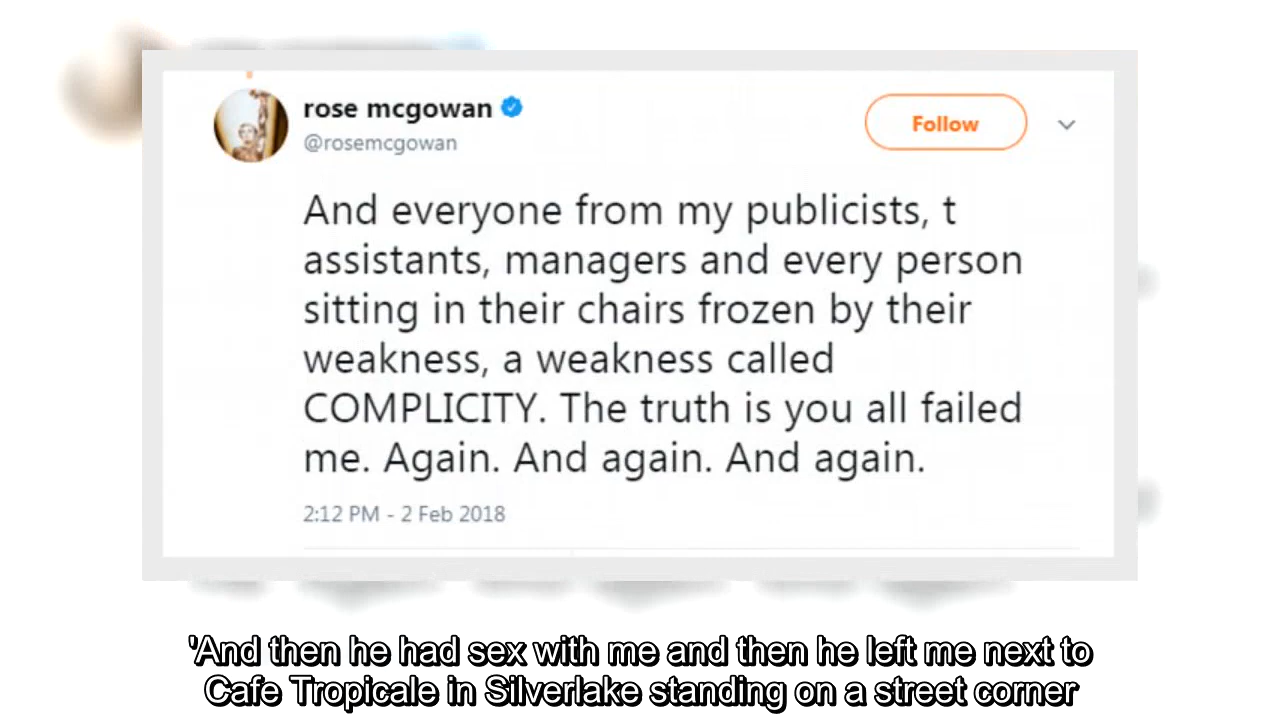 rose mcgowan
@rosemcgowan
Follow
And everyone from my publicists, t
assistants, managers and every person
sitting in their chairs frozen by their
weakness, a weakness called
COMPLICITY. The truth is you all failed
me. Again. And again. And again.
2:12 PM - 2 Feb 2018
'And then he had sex with me and then he left me next to
Cafe Tropicale in Silverlake standing on a street corner